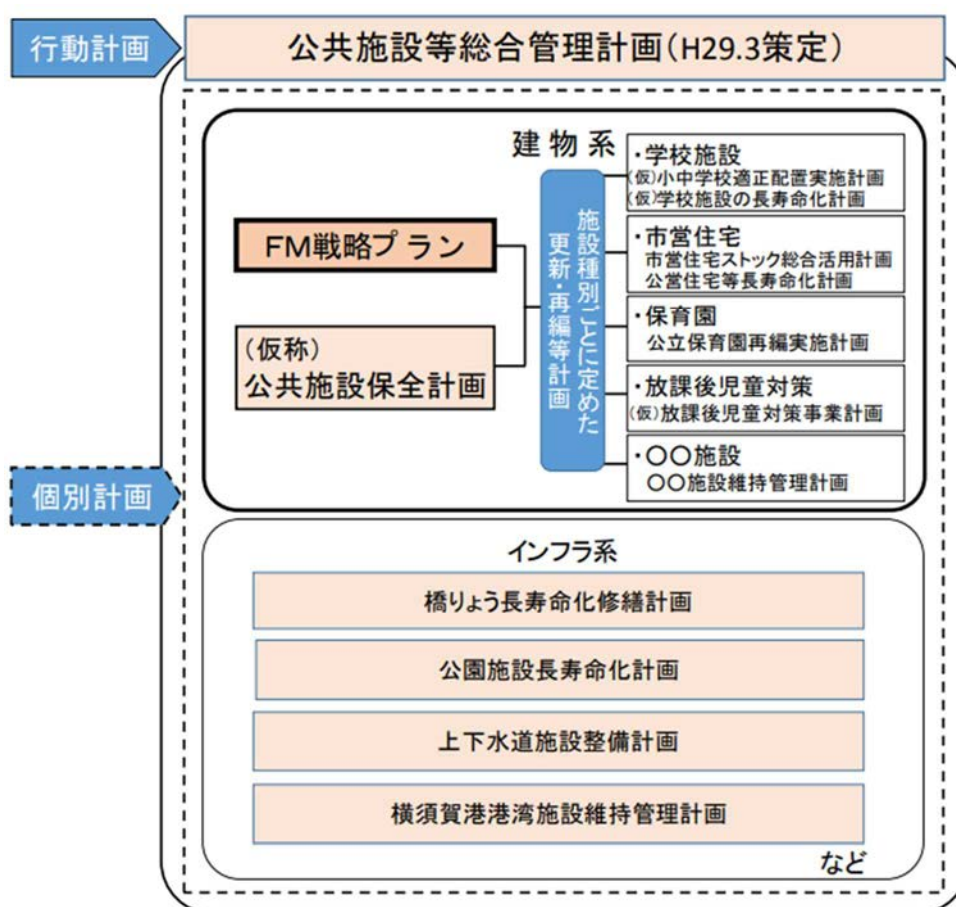 行動計画
公共施設等総合管理計画(H29.3策定)
建物系
FM戦略プラン
(仮称)
公共施設保全計画
施設種別ごとに定めた
更新・再編等計画
・学校施設
(仮)小中学校適正配置実施計画
(仮)学校施設の長寿命化計画
・市営住宅
市営住宅ストック総合活用計画
公営住宅等長寿命化計画
・保育園
公立保育園再編実施計画
・放課後児童対策
(仮)放課後児童対策事業計画
・〇〇施設
〇〇施設維持管理計画
個別計画
インフラ系
橋りょう長寿命化修繕計画
公園施設長寿命化計画
上下水道施設整備計画
横須賀港港湾施設維持管理計画
など